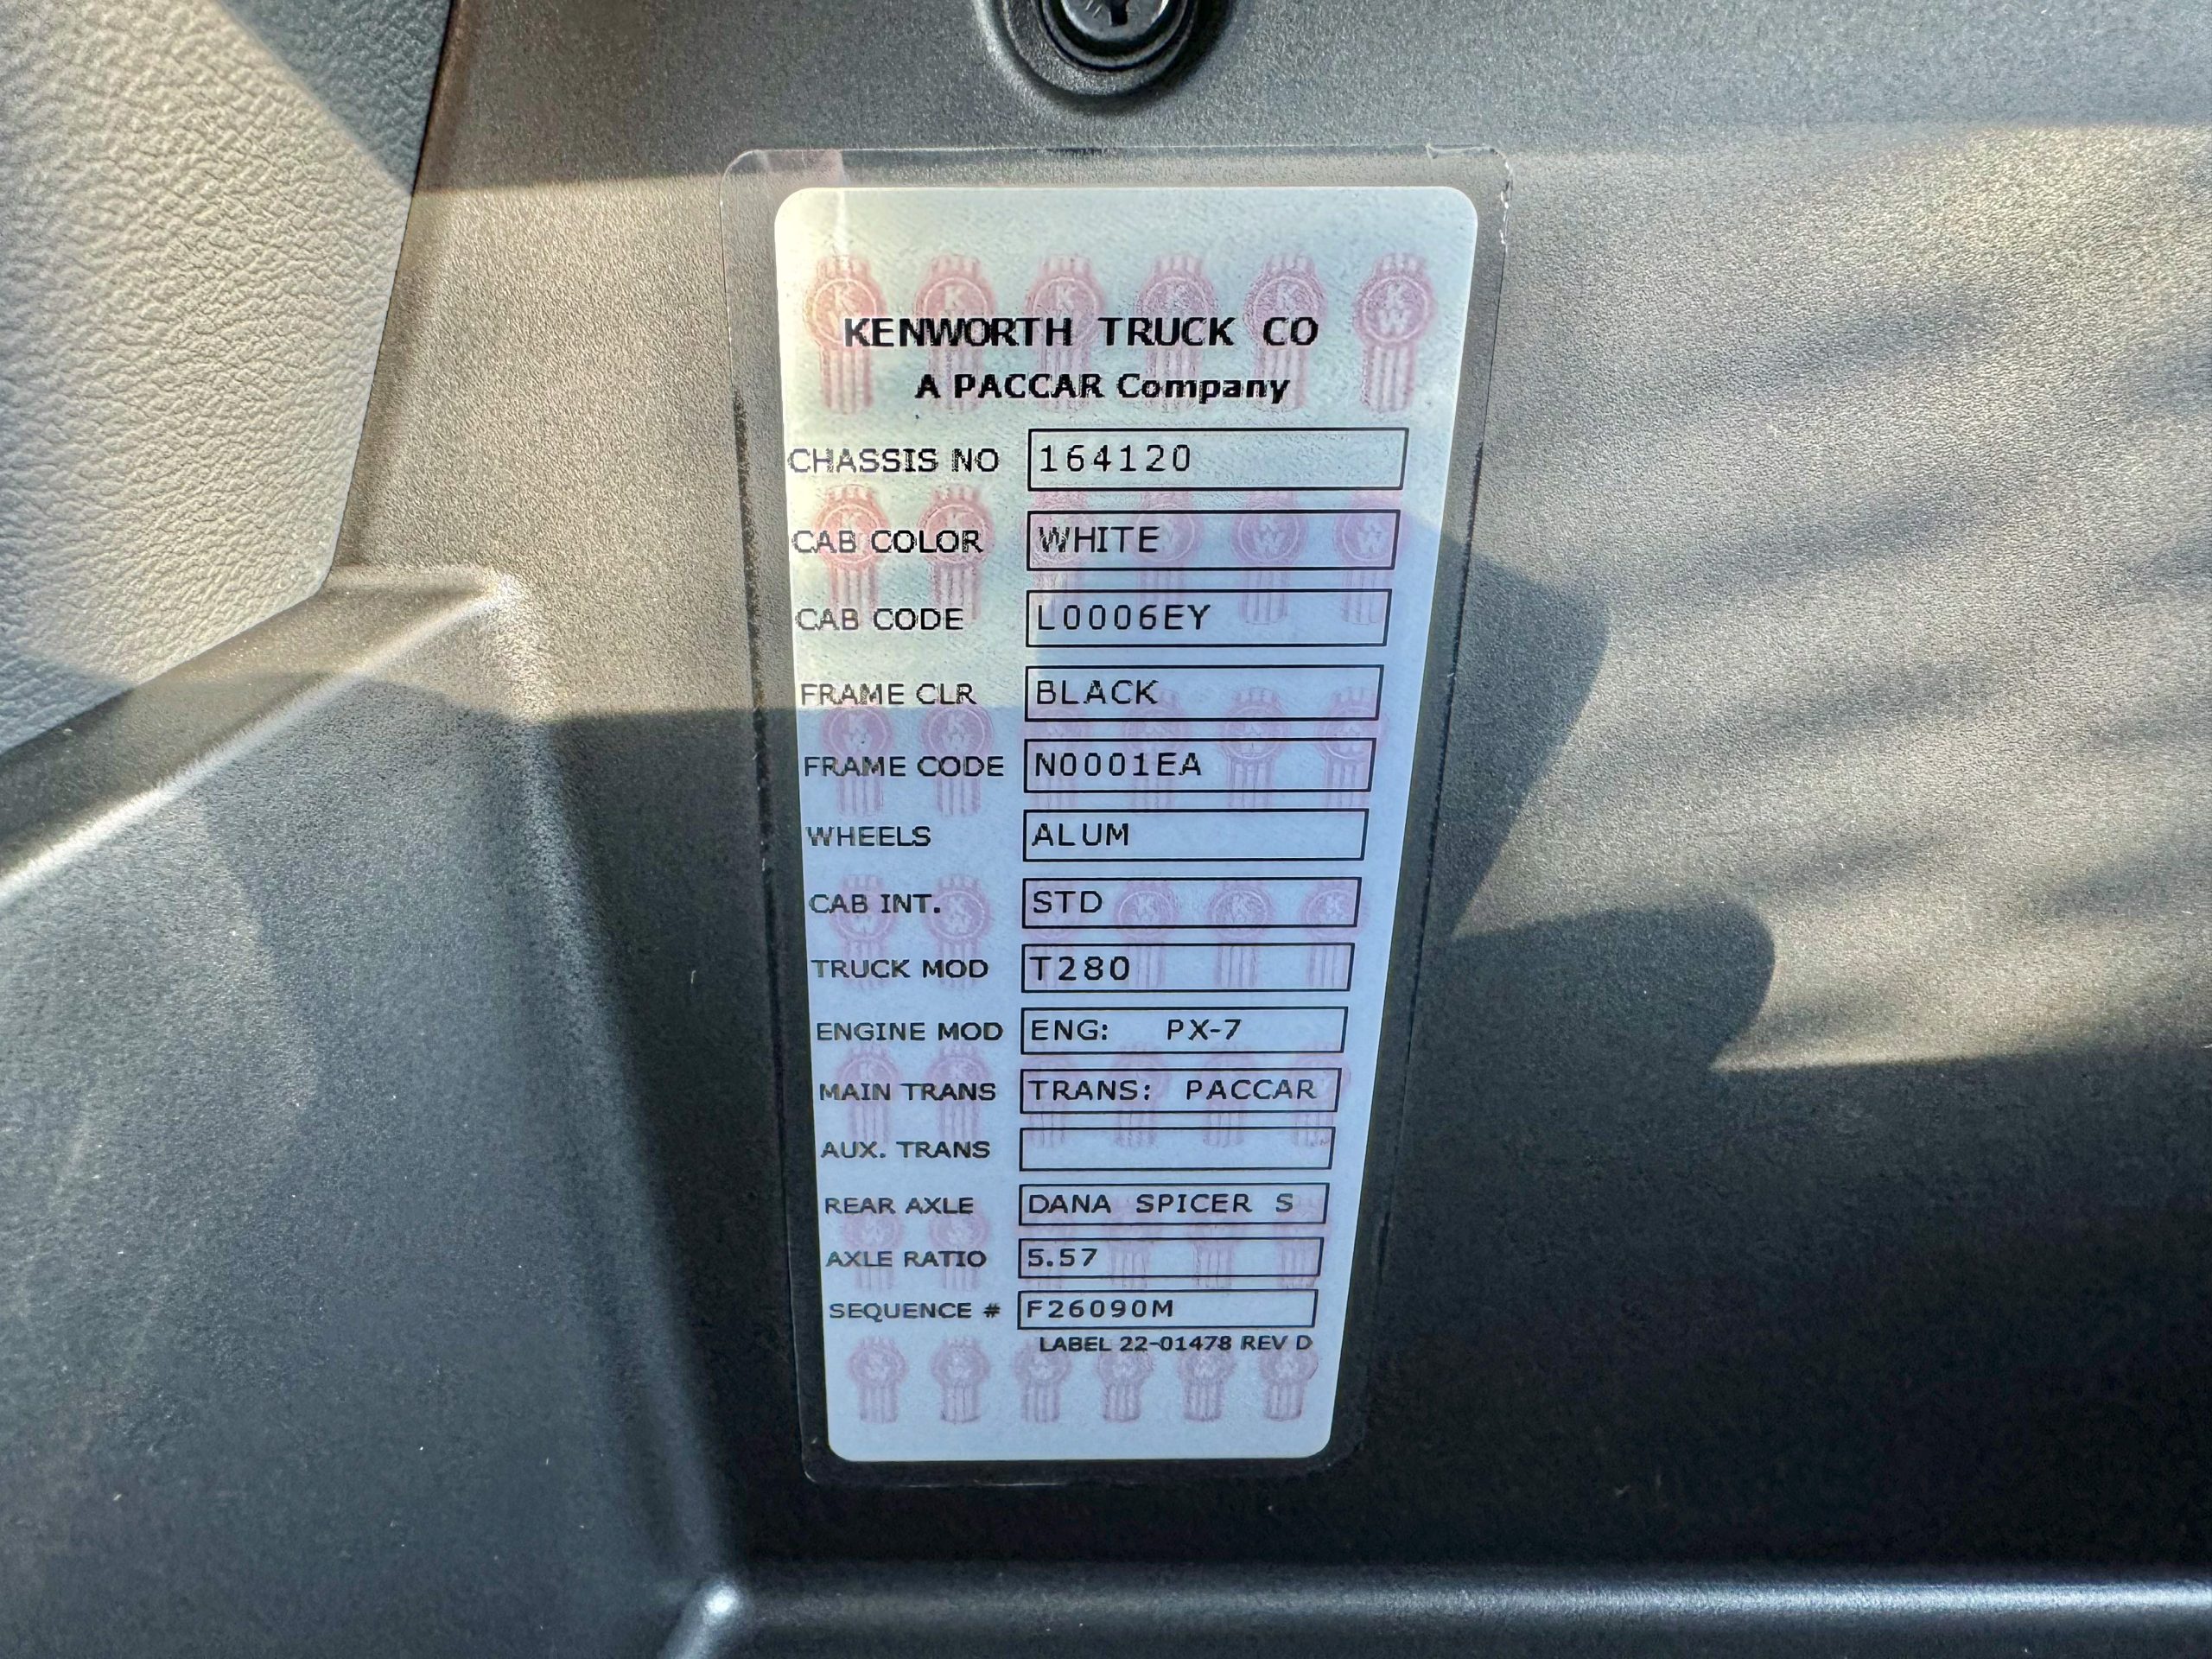 KENWORTH TRUCK CO
A PACCAR Company
CHASSIS NO 164120
CAB COLOR WHITE
CAB CODE L0006EY
FRAME CLR BLACK
FRAME CODE N0001EA
WHEELS ALUM
CAB INT. STD
TRUCK MOD T280
ENGINE MOD ENG: PX-7
MAIN TRANS TRANS: PACCAR
AUX. TRANS
REAR AXLE DANA SPICER S
AXLE RATIO 5.57
SEQUENCE # F26090M
LABEL 22-01478 REV D